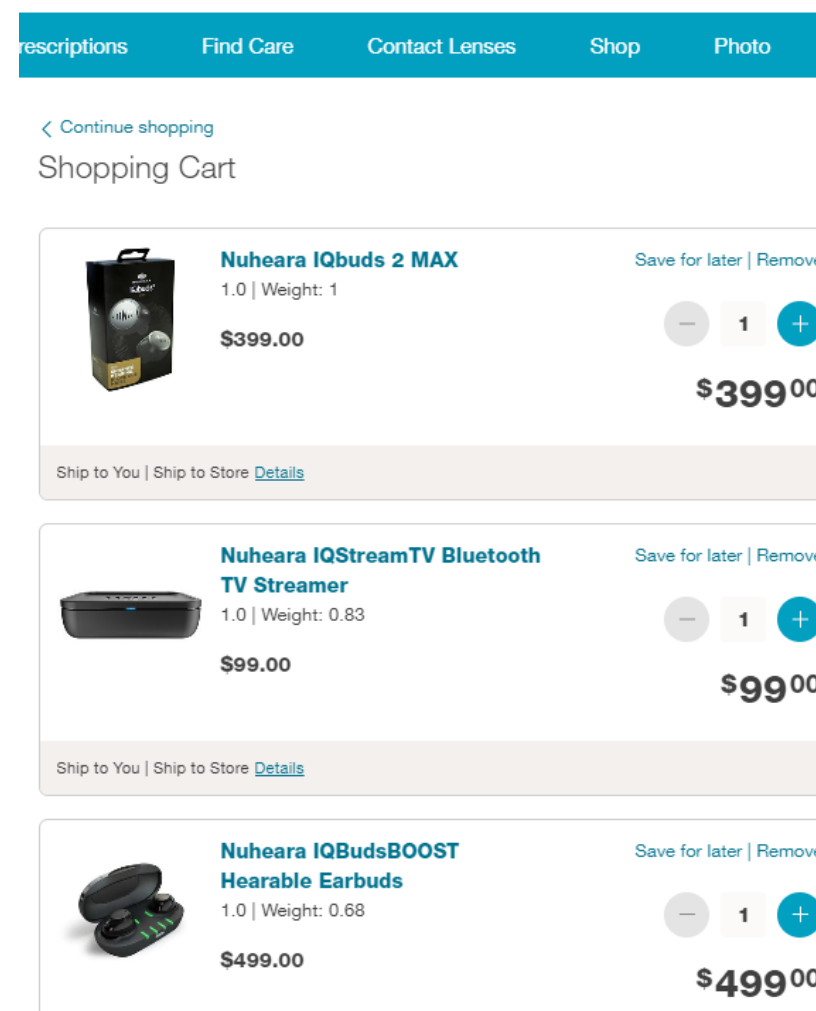 rescriptions Find Care Contact Lenses Shop Photo
Continue shopping
Shopping Cart
Nuheara IQbuds 2 MAX
Save for later | Remove
1.0 | Weight: 1
$399.00
1
$399 00
Ship to You | Ship to Store Details
Nuheara IQStreamTV Bluetooth
TV Streamer
Save for later | Remove
1.0 | Weight: 0.83
$99.00
1
$99 00
Ship to You | Ship to Store Details
Nuheara IQBudsBOOST
Hearable Earbuds
Save for later | Remove
1.0 | Weight: 0.68
$499.00
1
$499 00